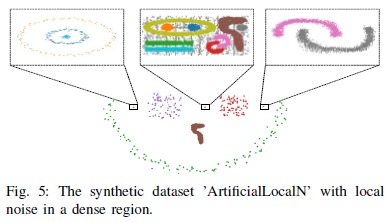 Fig. 5: The synthetic dataset 'ArtificialLocalN' with local
noise in a dense region.